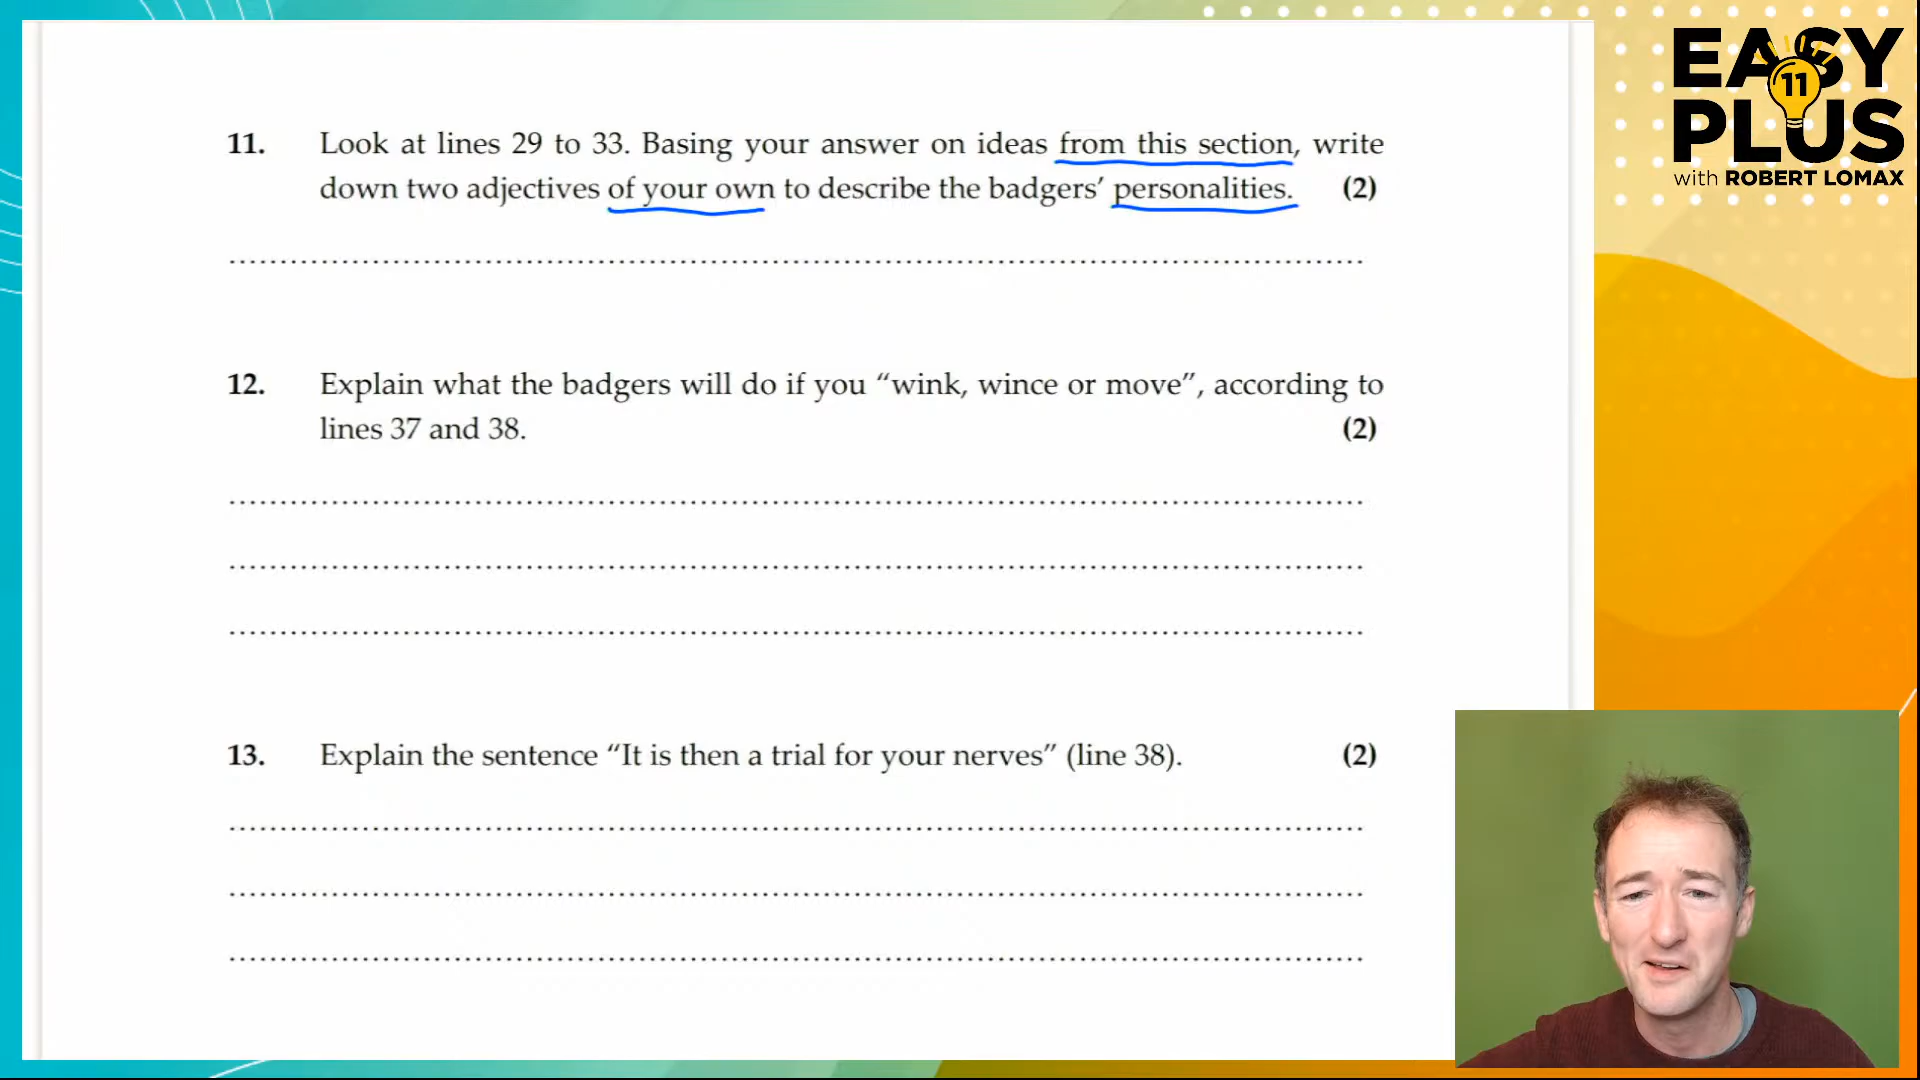 EASY
11
PLUS
with ROBERT LOMAX
11. Look at lines 29 to 33. Basing your answer on ideas from this section, write
down two adjectives of your own to describe the badgers’ personalities. (2)
12. Explain what the badgers will do if you “wink, wince or move”, according to
lines 37 and 38. (2)
13. Explain the sentence “It is then a trial for your nerves” (line 38). (2)